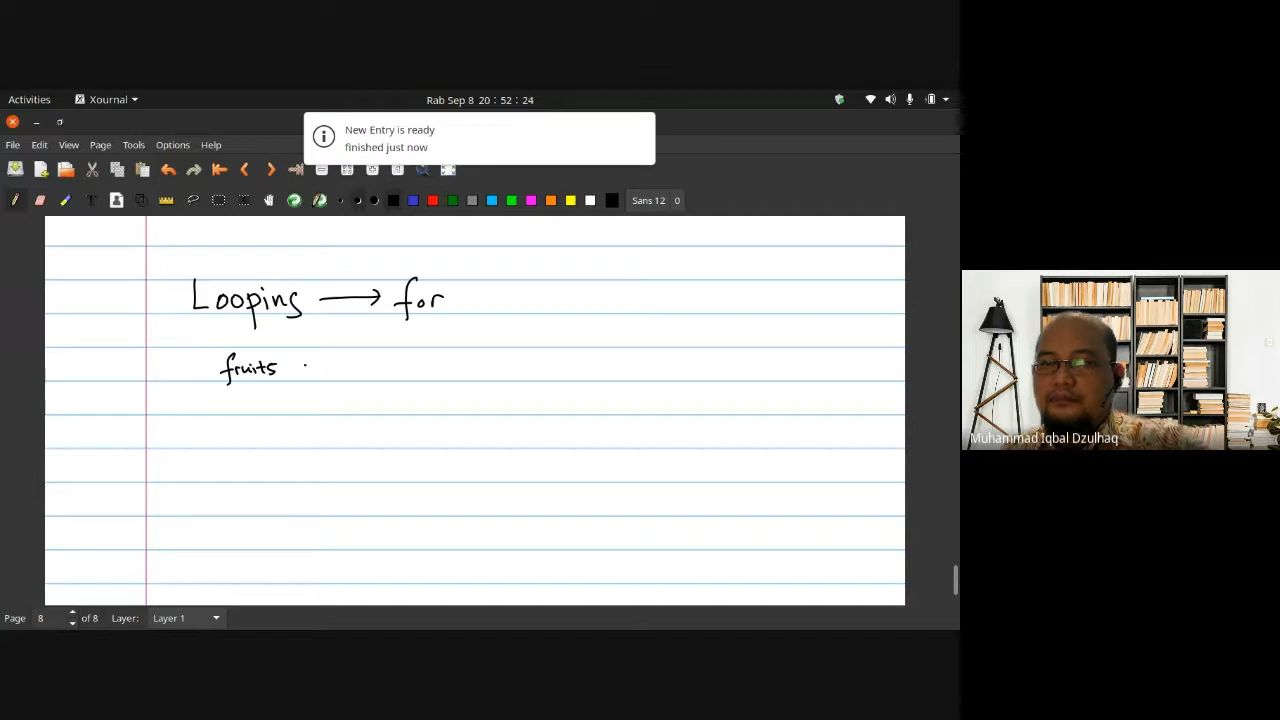 Activities Xournal Rab Sep 8 20:52:24
New Entry is ready
finished just now
File Edit View Page Tools Options Help
Sans 12 0
Looping → for
fruits
Muhammad Iqbal Dzulhaq
Page 8 of 8 Layer: Layer 1